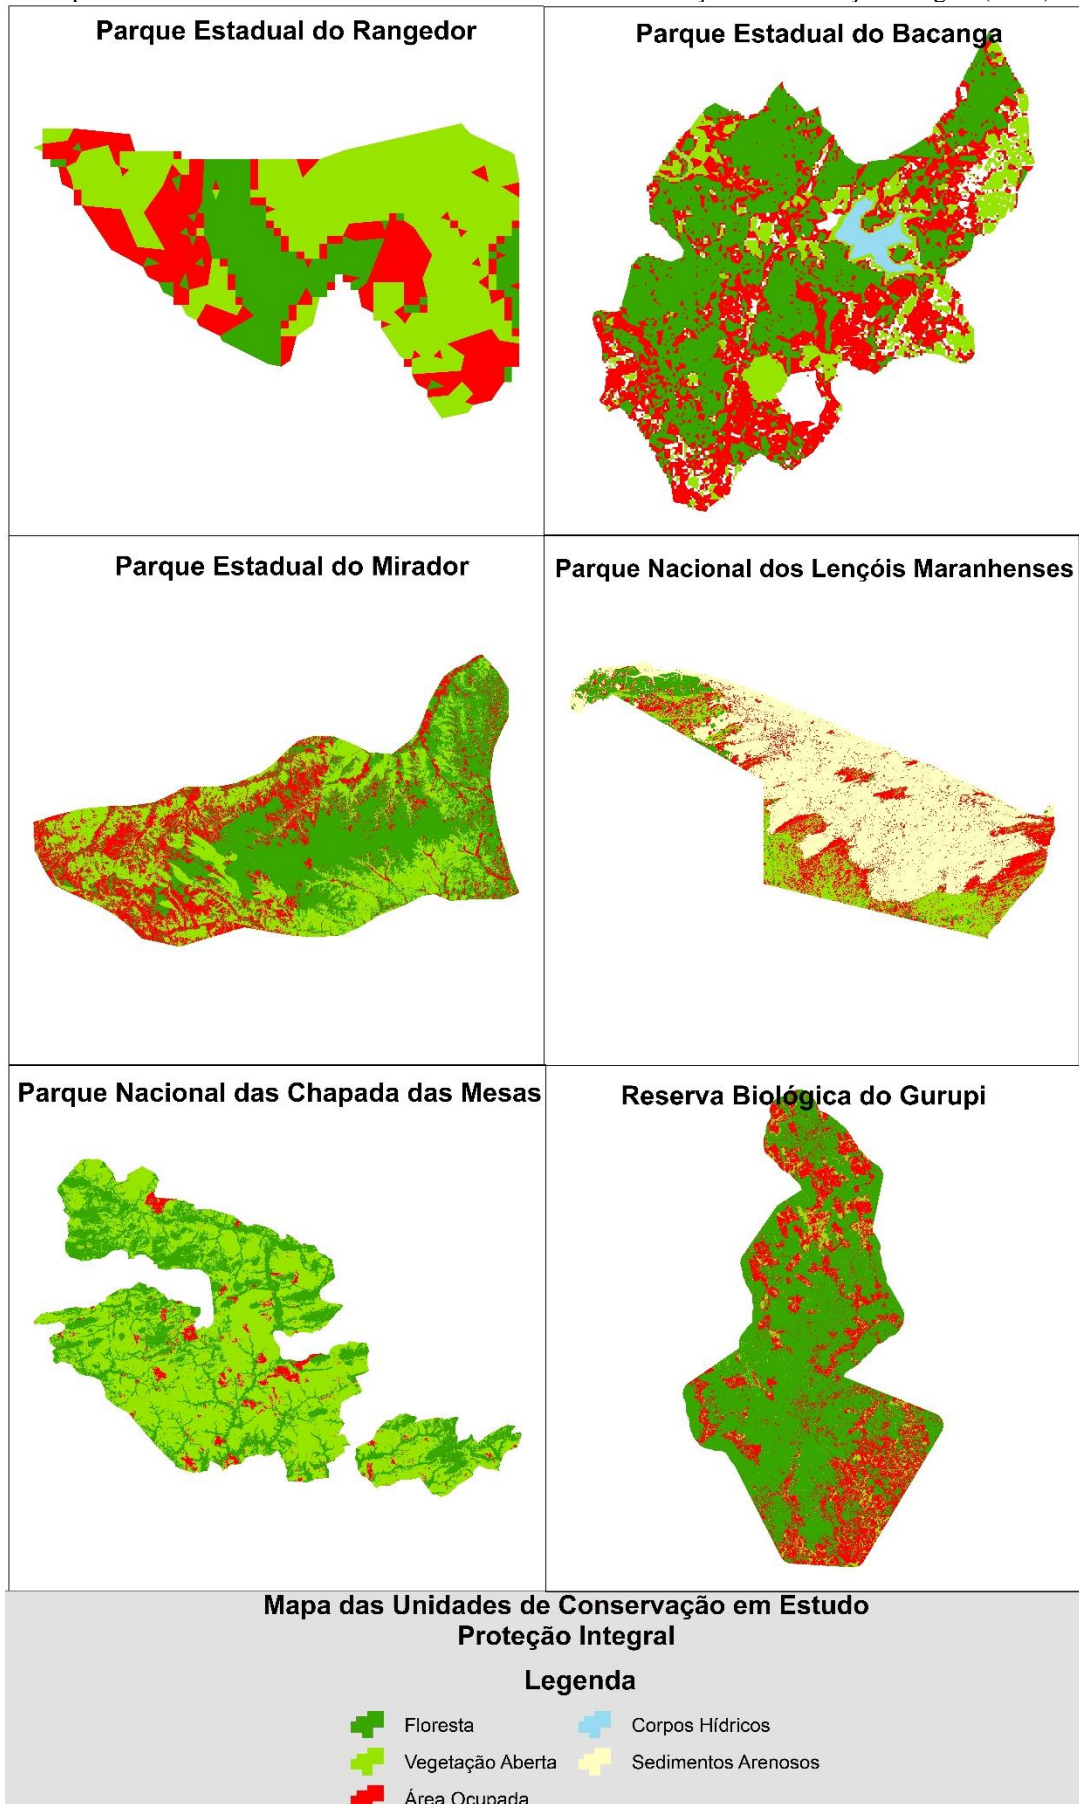 Parque Estadual do Rangedor
Parque Estadual do Bacanga
Parque Estadual do Mirador
Parque Nacional dos Lençóis Maranhenses
Parque Nacional das Chapada das Mesas
Reserva Biológica do Gurupi
Mapa das Unidades de Conservação em Estudo
Proteção Integral
Legenda
Floresta
Corpos Hídricos
Vegetação Aberta
Sedimentos Arenosos
Área Ocupada